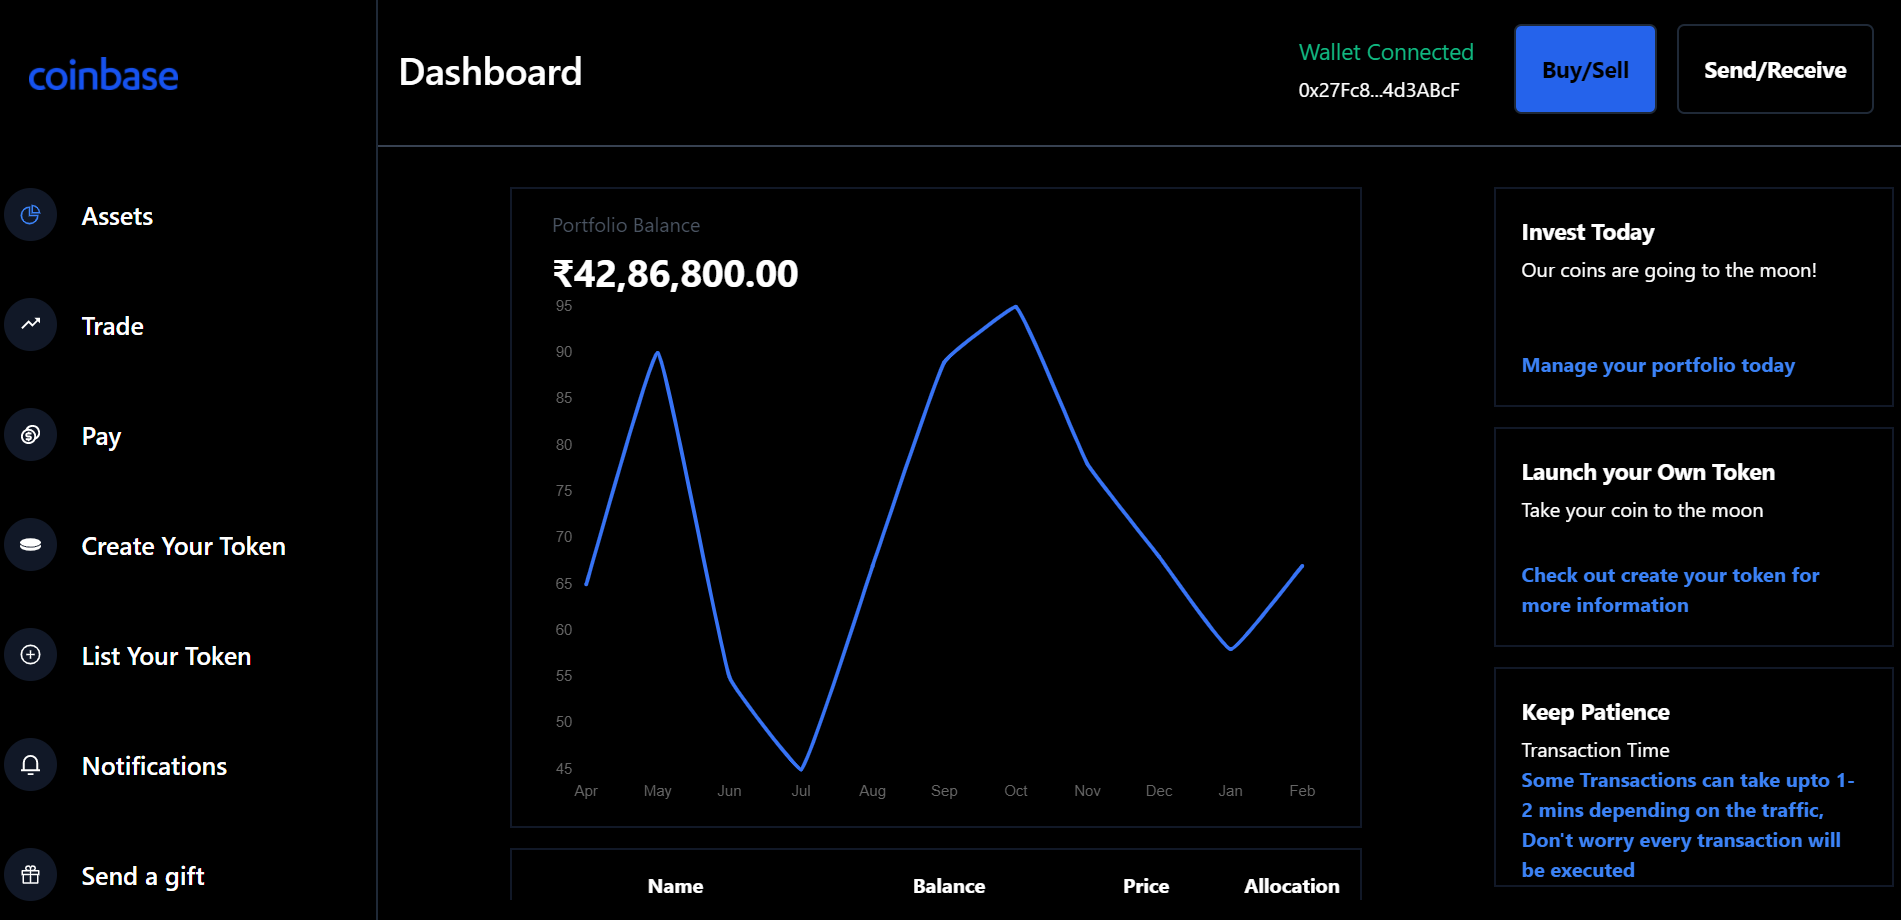 coinbase
Assets
Trade
Pay
Create Your Token
List Your Token
Notifications
Send a gift
Dashboard
Wallet Connected
0x27Fc8...4d3ABcF
Buy/Sell
Send/Receive
Portfolio Balance
₹42,86,800.00
95
90
85
80
75
70
65
60
55
50
45
Apr May Jun Jul Aug Sep Oct Nov Dec Jan Feb
Name Balance Price Allocation
Invest Today
Our coins are going to the moon!
Manage your portfolio today
Launch your Own Token
Take your coin to the moon
Check out create your token for
more information
Keep Patience
Transaction Time
Some Transactions can take upto 1-
2 mins depending on the traffic,
Don't worry every transaction will
be executed